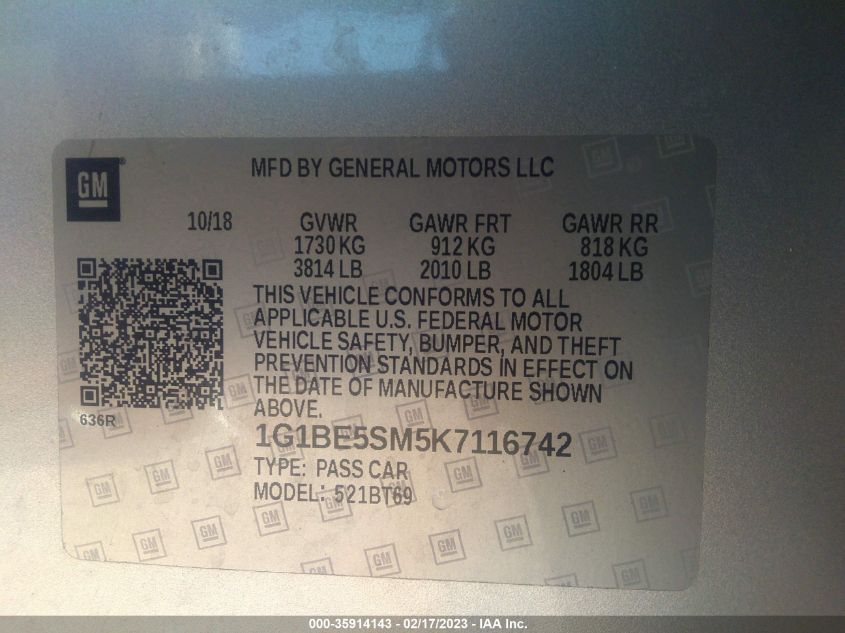 GM
MFD BY GENERAL MOTORS LLC
10/18 GVWR GAWR FRT GAWR RR
1730 KG 912 KG 818 KG
3814 LB 2010 LB 1804 LB
THIS VEHICLE CONFORMS TO ALL
APPLICABLE U.S. FEDERAL MOTOR
VEHICLE SAFETY, BUMPER, AND THEFT
PREVENTION STANDARDS IN EFFECT ON
THE DATE OF MANUFACTURE SHOWN
ABOVE.
636R
1G1BE5SM5K7116742
TYPE: PASS CAR
MODEL: 521BT69
000-35914143 - 02/17/2023 - IAA Inc.